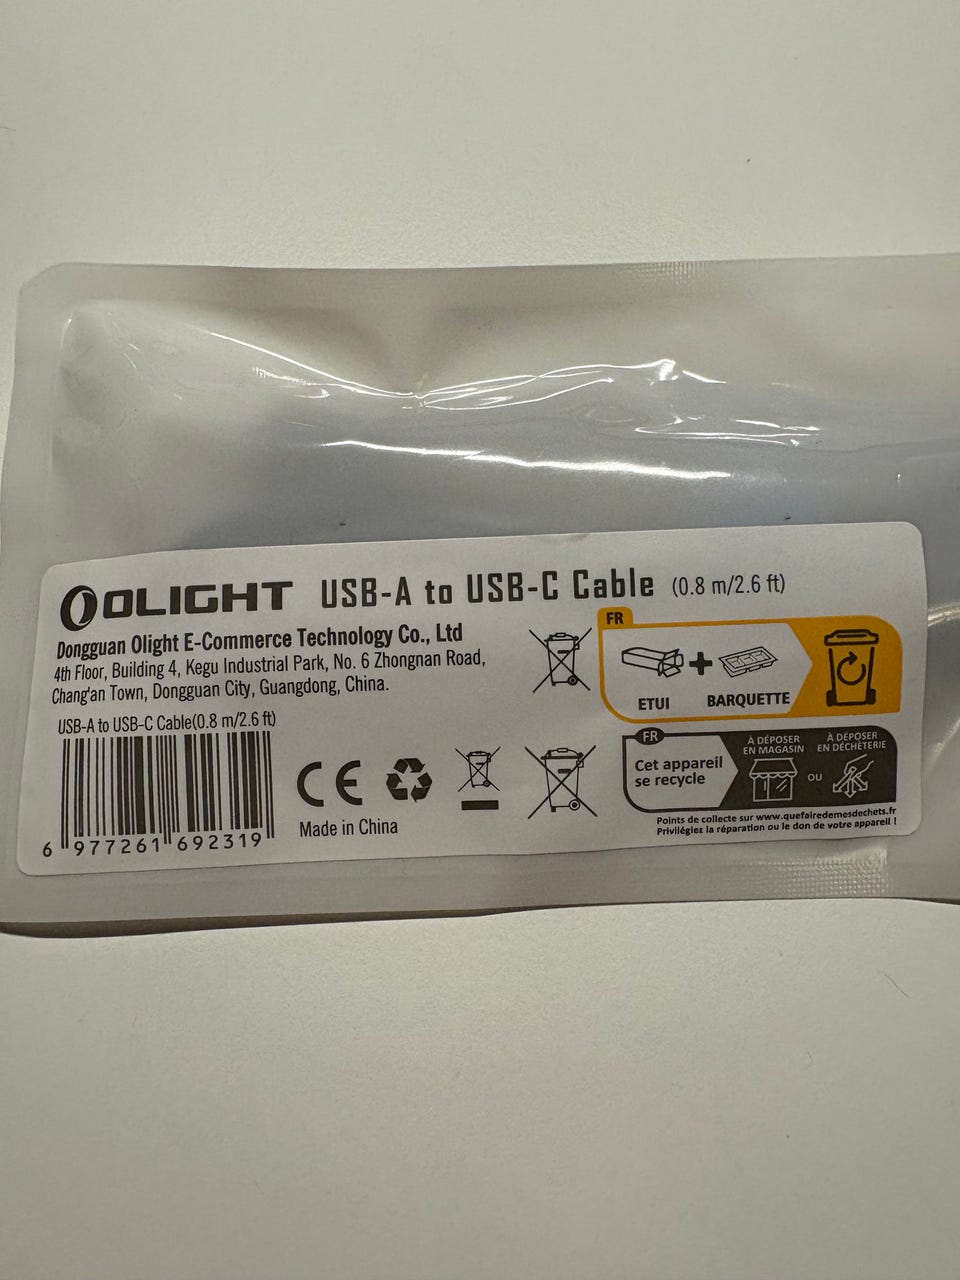 OLIGHT USB-A to USB-C Cable (0.8 m/2.6 ft)
Dongguan Olight E-Commerce Technology Co., Ltd
4th Floor, Building 4, Kegu Industrial Park, No. 6 Zhongnan Road,
Chang'an Town, Dongguan City, Guangdong, China.
USB-A to USB-C Cable(0.8 m/2.6 ft)
6 977261 692319
CE
Made in China
FR
ETUI
BARQUETTE
FR
Cet appareil
se recycle
À DÉPOSER
EN MAGASIN
OU
À DÉPOSER
EN DÉCHÈTERIE
Points de collecte sur www.quefairedemesdechets.fr
Privilégiez la réparation ou le don de votre appareil !